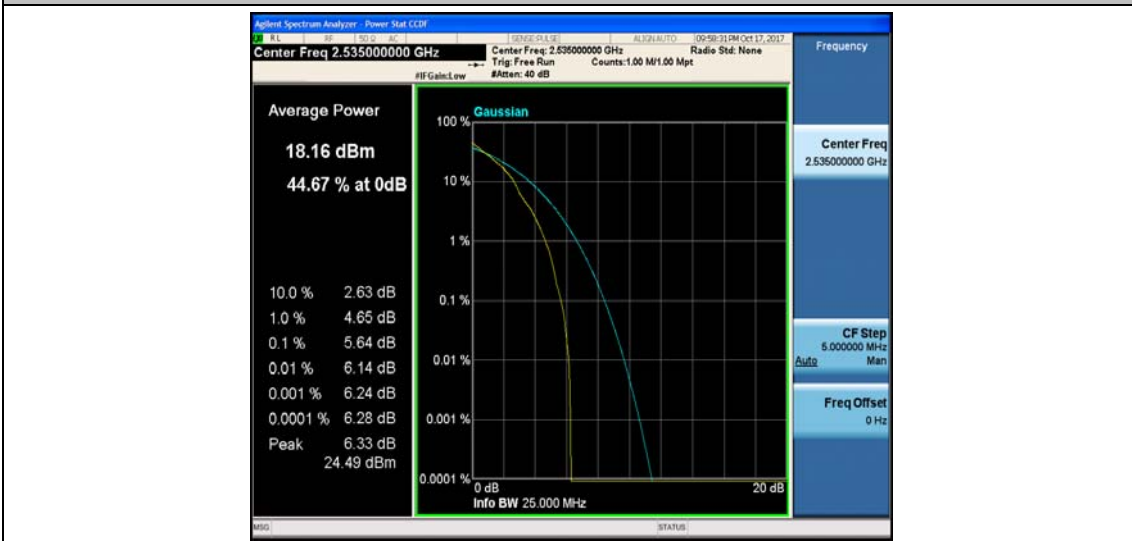 Agilent Spectrum Analyzer - Power Stat CCDF
RL RF 50 Ω AC SENSE:PULSE ALIGNAUTO 09:58:31 PM Oct 17, 2017
Center Freq 2.535000000 GHz
Center Freq: 2.535000000 GHz Radio Std: None
Trig: Free Run Counts:1.00 M/1.00 Mpt
#IFGain:Low #Atten: 40 dB
Frequency
Average Power
18.16 dBm
44.67 % at 0dB
10.0 % 2.63 dB
1.0 % 4.65 dB
0.1 % 5.64 dB
0.01 % 6.14 dB
0.001 % 6.24 dB
0.0001 % 6.28 dB
Peak 6.33 dB
24.49 dBm
Gaussian
100 %
10 %
1 %
0.1 %
0.01 %
0.001 %
0.0001 %
0 dB 20 dB
Info BW 25.000 MHz
Center Freq
2.535000000 GHz
CF Step
5.000000 MHz
Auto Man
Freq Offset
0 Hz
MSG STATUS